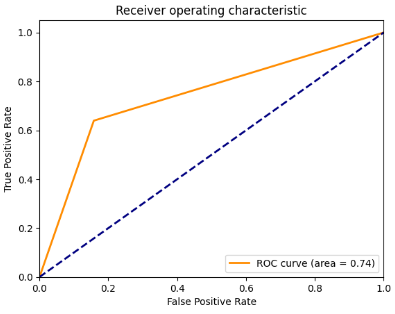 Receiver operating characteristic
True Positive Rate
1.0
0.8
0.6
0.4
0.2
0.0
ROC curve (area = 0.74)
0.0 0.2 0.4 0.6 0.8 1.0
False Positive Rate